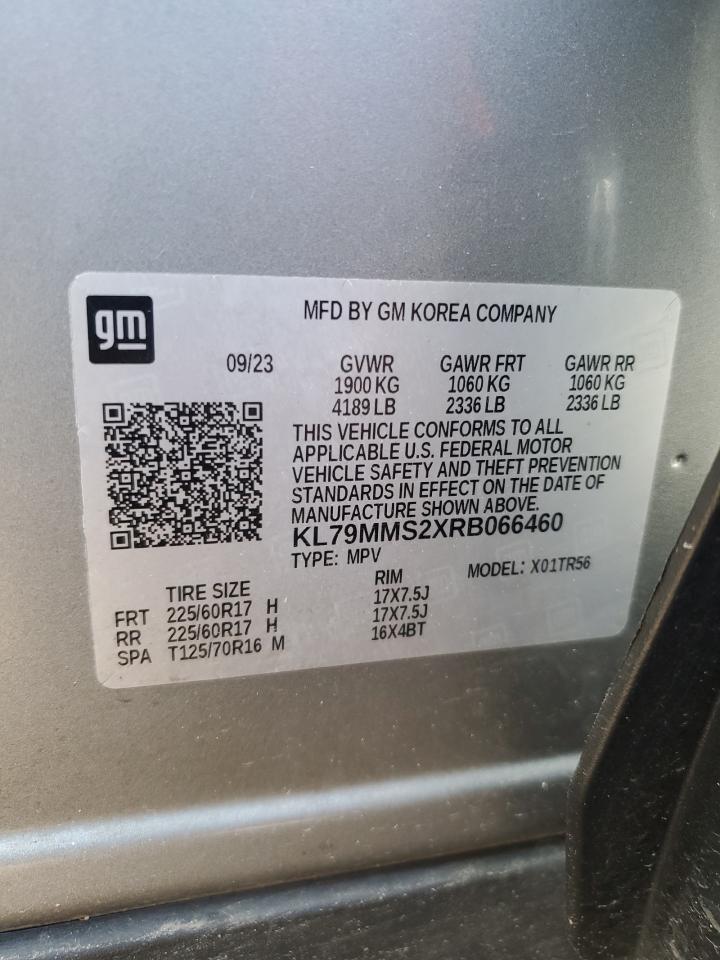 gm
MFD BY GM KOREA COMPANY
09/23 GVWR GAWR FRT GAWR RR
1900 KG 1060 KG 1060 KG
4189 LB 2336 LB 2336 LB
THIS VEHICLE CONFORMS TO ALL
APPLICABLE U.S. FEDERAL MOTOR
VEHICLE SAFETY AND THEFT PREVENTION
STANDARDS IN EFFECT ON THE DATE OF
MANUFACTURE SHOWN ABOVE.
KL79MMS2XRB066460
TYPE: MPV MODEL: X01TR56
TIRE SIZE RIM
FRT 225/60R17 H 17X7.5J
RR 225/60R17 H 17X7.5J
SPA T125/70R16 M 16X4BT